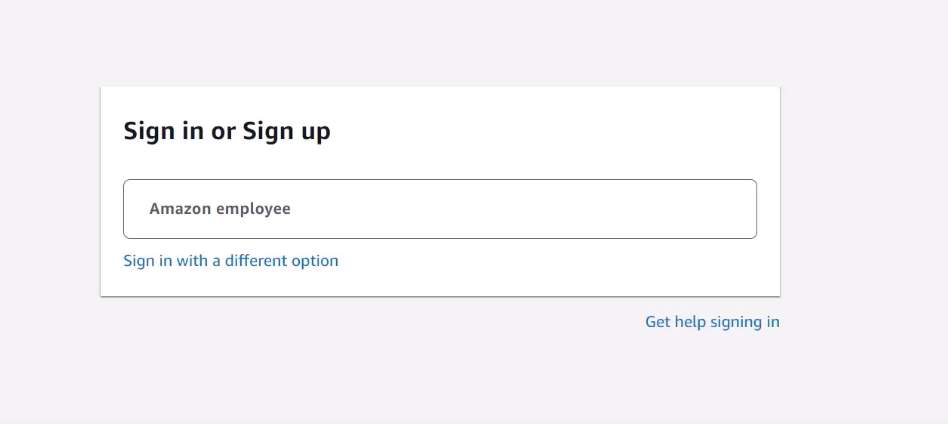 Sign in or Sign up
Amazon employee
Sign in with a different option
Get help signing in